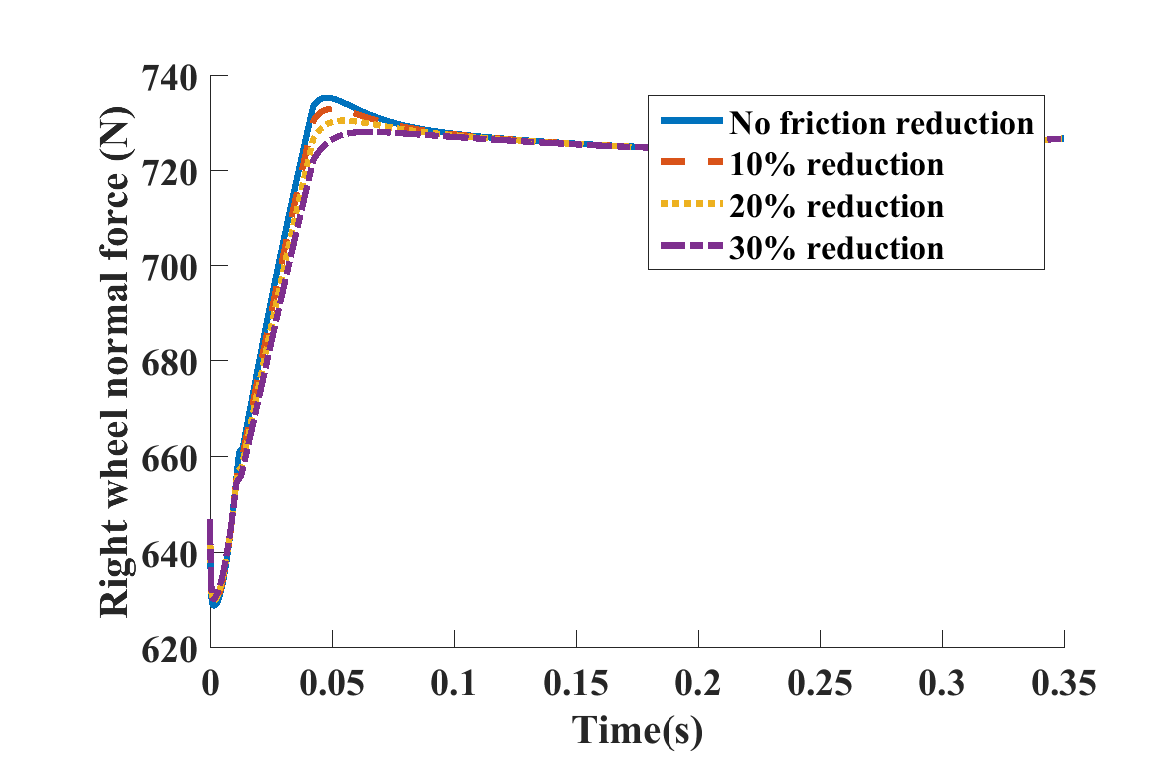 740
720
700
680
660
640
620
Right wheel normal force (N)
No friction reduction
10% reduction
20% reduction
30% reduction
0 0.05 0.1 0.15 0.2 0.25 0.3 0.35
Time(s)